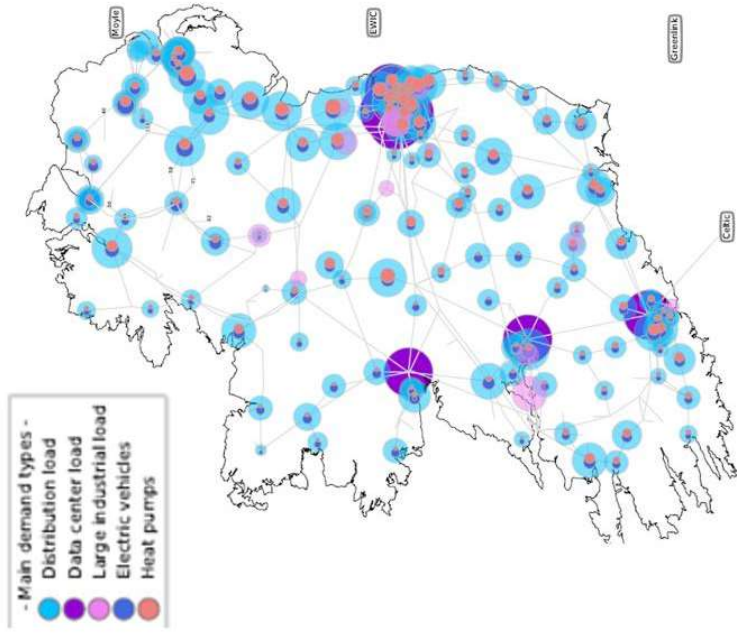 Moyle
EWIC
Greenlink
Celtic
- Main demand types -
Distribution load
Data center load
Large industrial load
Electric vehicles
Heat pumps